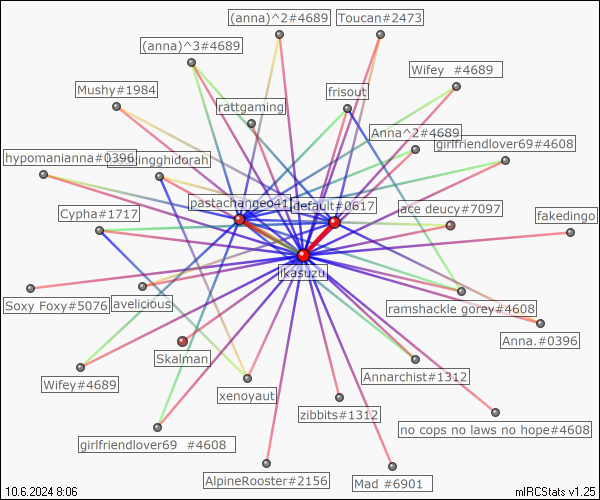 (anna)^2#4689
Toucan#2473
(anna)^3#4689
Wifey #4689
Mushy#1984
frisout
rattgaming
Anna^2#4689
girlfriendlover69#4608
hypomanianna#0396
ingghidorah
pastachangeo41
default#0617
ace deucy#7097
Cypha#1717
fakedingo
ikasuzu
Soxy Foxy#5076
avelicious
ramshackle gorey#4608
Anna.#0396
Skalman
Wifey#4689
Annarchist#1312
xenoyaut
zibbits#1312
no cops no laws no hope#4608
girlfriendlover69 #4608
AlpineRooster#2156
Mad #6901
10.6.2024 8:06
mIRCStats v1.25